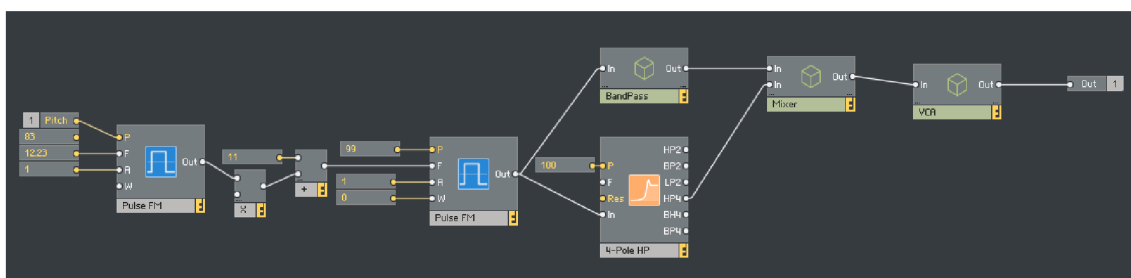 1 Pitch
83
12.23
1
P
F
A
W
Out
Pulse FM
X
11
+
99
1
0
P
F
A
W
Out
Pulse FM
In Out
...
BandPass
100
P
F
Res
In
HP2
BP2
LP2
HP4
BH4
BP4
4-Pole HP
In
In
Out
...
Mixer
In Out
...
VCA
Out 1